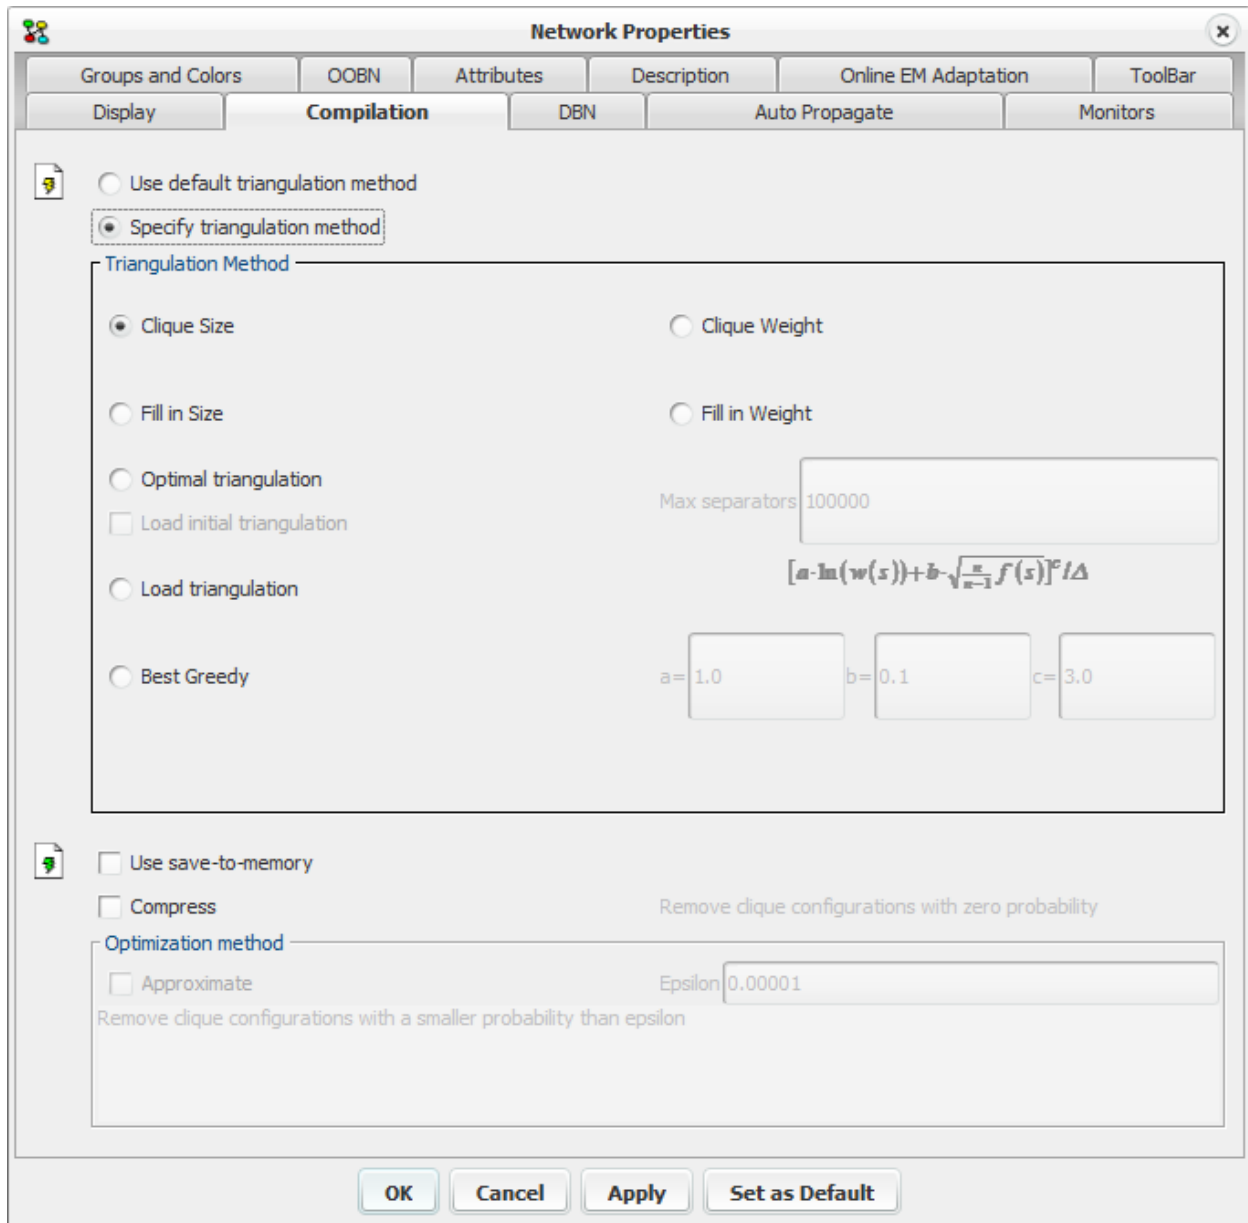 Network Properties
Groups and Colors OOBN Attributes Description Online EM Adaptation ToolBar
Display Compilation DBN Auto Propagate Monitors
Use default triangulation method
Specify triangulation method
Triangulation Method
Clique Size Clique Weight
Fill in Size Fill in Weight
Optimal triangulation
Max separators 100000
Load initial triangulation
[a·ln(w(s))+b·√(n/(n-1) f(s))]^c/Δ
Load triangulation
Best Greedy a= 1.0 b= 0.1 c= 3.0
Use save-to-memory
Compress Remove clique configurations with zero probability
Optimization method
Approximate Epsilon 0.00001
Remove clique configurations with a smaller probability than epsilon
OK Cancel Apply Set as Default